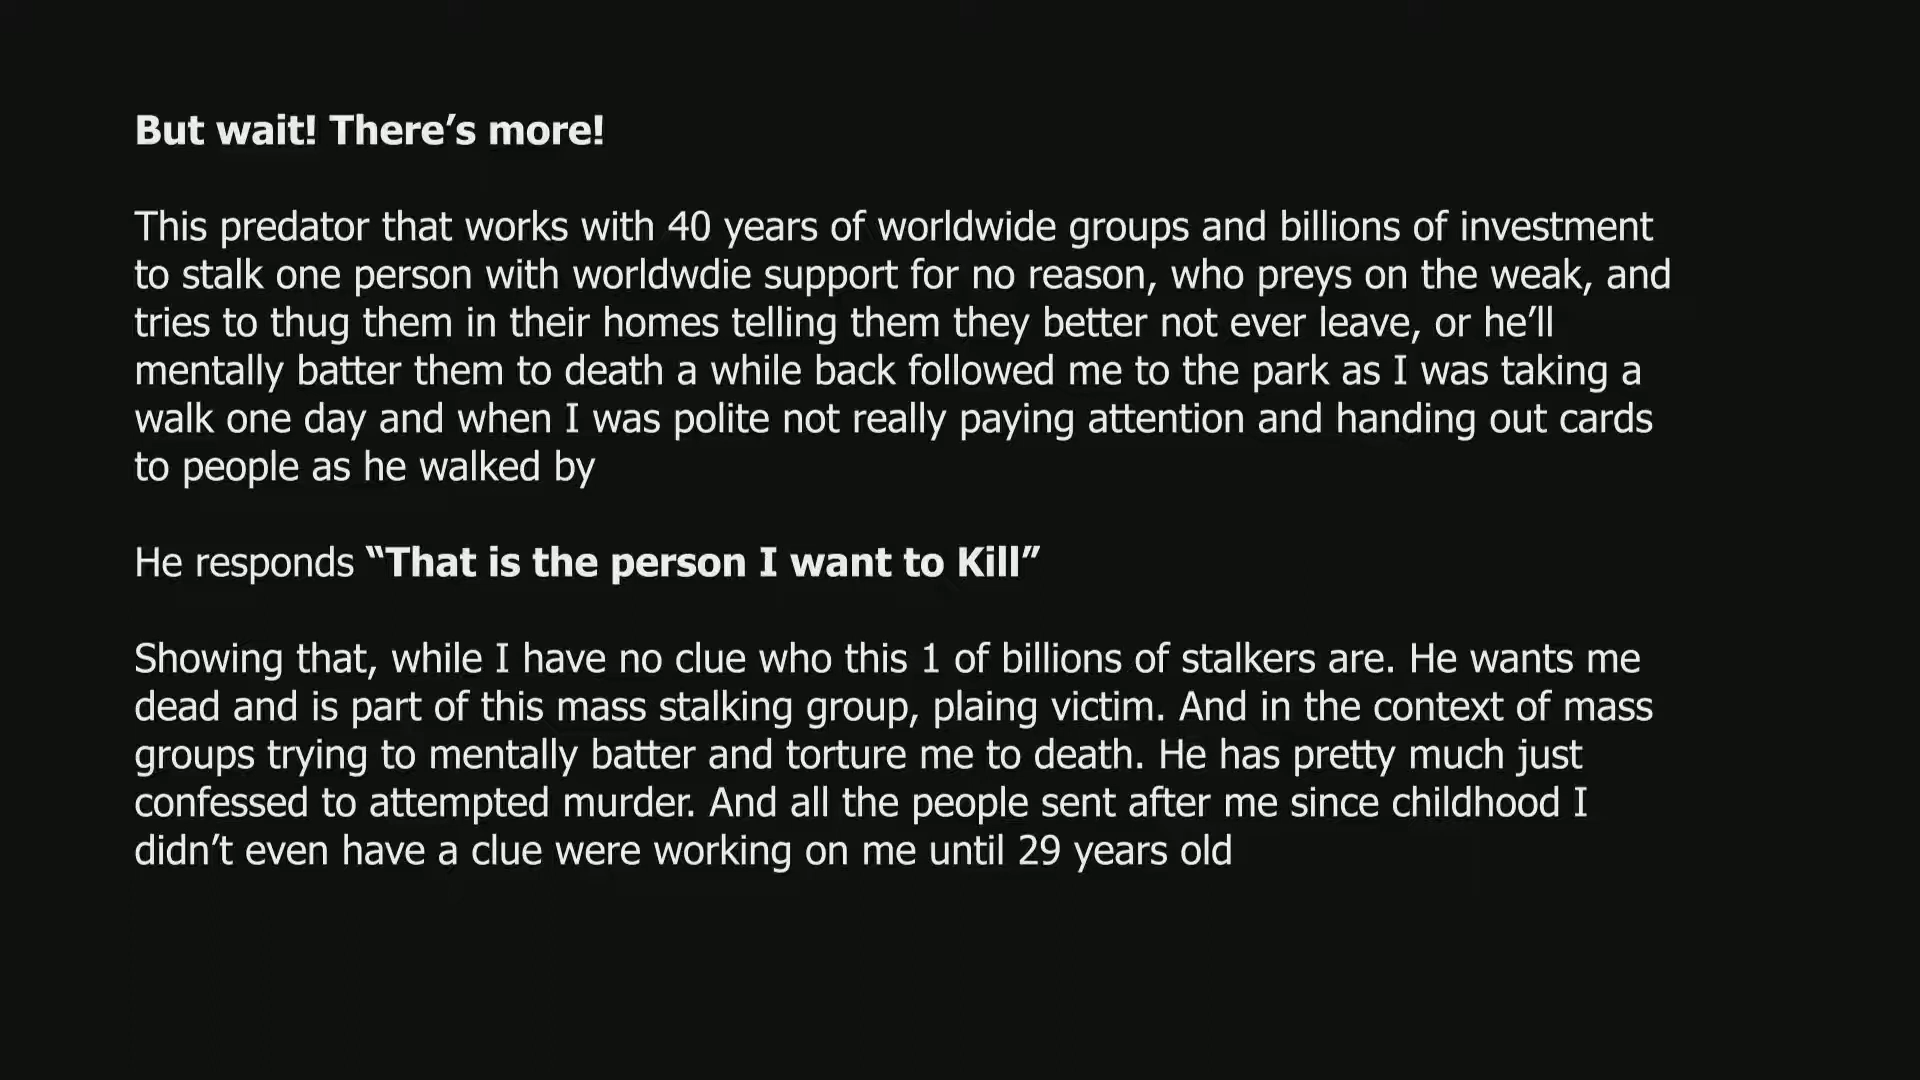 But wait! There’s more!
This predator that works with 40 years of worldwide groups and billions of investment
to stalk one person with worldwdie support for no reason, who preys on the weak, and
tries to thug them in their homes telling them they better not ever leave, or he’ll
mentally batter them to death a while back followed me to the park as I was taking a
walk one day and when I was polite not really paying attention and handing out cards
to people as he walked by
He responds “That is the person I want to Kill”
Showing that, while I have no clue who this 1 of billions of stalkers are. He wants me
dead and is part of this mass stalking group, plaing victim. And in the context of mass
groups trying to mentally batter and torture me to death. He has pretty much just
confessed to attempted murder. And all the people sent after me since childhood I
didn’t even have a clue were working on me until 29 years old